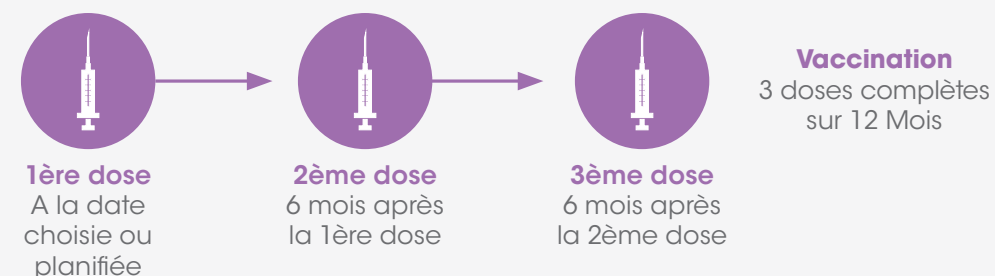 1ère dose
A la date
choisie ou
planifiée
2ème dose
6 mois après
la 1ère dose
3ème dose
6 mois après
la 2ème dose
Vaccination
3 doses complètes
sur 12 Mois